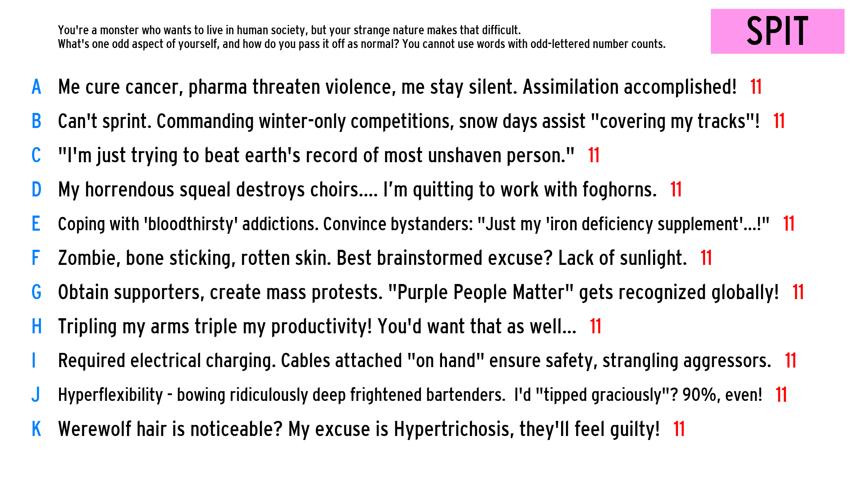 You're a monster who wants to live in human society, but your strange nature makes that difficult.
What's one odd aspect of yourself, and how do you pass it off as normal? You cannot use words with odd-lettered number counts.
SPIT
A Me cure cancer, pharma threaten violence, me stay silent. Assimilation accomplished! 11
B Can't sprint. Commanding winter-only competitions, snow days assist "covering my tracks"! 11
C "I'm just trying to beat earth's record of most unshaven person." 11
D My horrendous squeal destroys choirs.... I'm quitting to work with foghorns. 11
E Coping with 'bloodthirsty' addictions. Convince bystanders: "Just my 'iron deficiency supplement'...!" 11
F Zombie, bone sticking, rotten skin. Best brainstormed excuse? Lack of sunlight. 11
G Obtain supporters, create mass protests. "Purple People Matter" gets recognized globally! 11
H Tripling my arms triple my productivity! You'd want that as well... 11
I Required electrical charging. Cables attached "on hand" ensure safety, strangling aggressors. 11
J Hyperflexibility - bowing ridiculously deep frightened bartenders. I'd "tipped graciously"? 90%, even! 11
K Werewolf hair is noticeable? My excuse is Hypertrichosis, they'll feel guilty! 11